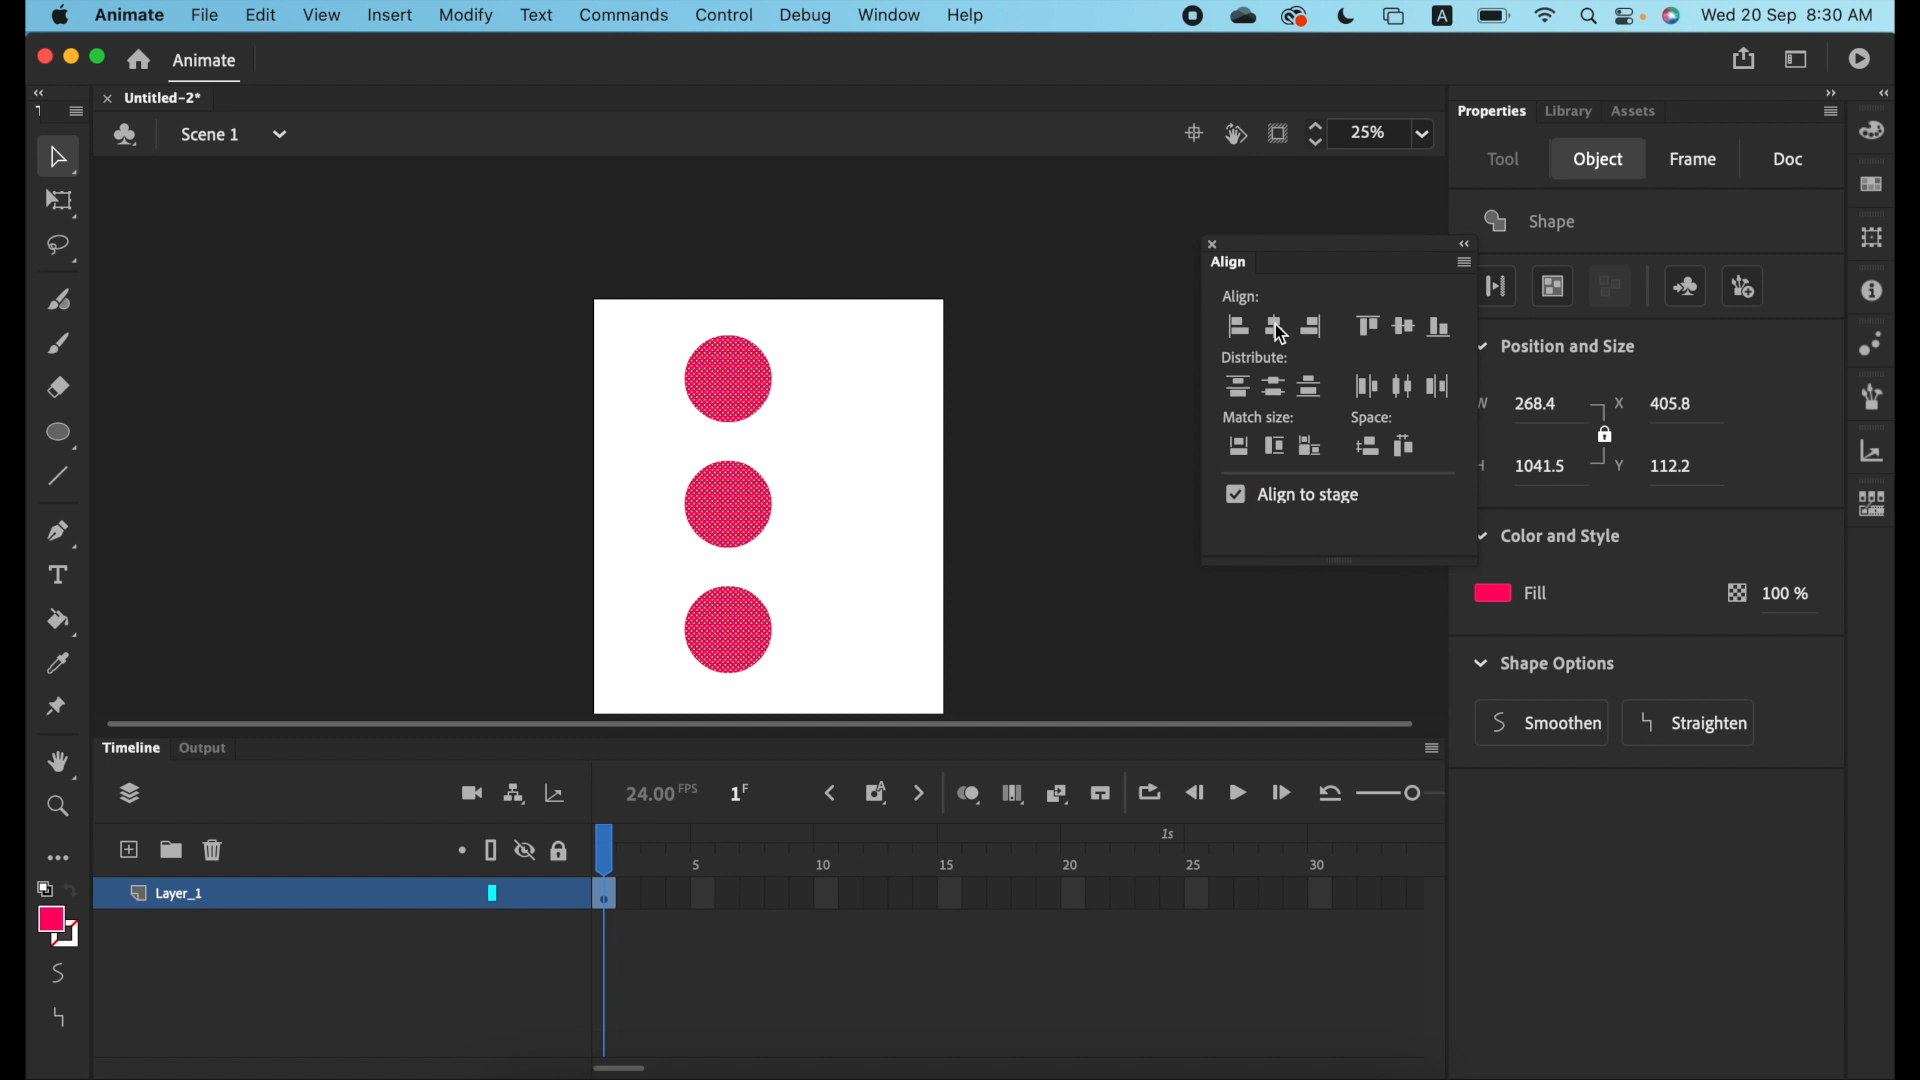 Animate File Edit View Insert Modify Text Commands Control Debug Window Help A Wed 20 Sep 8:30 AM
Animate
Untitled-2*
Properties Library Assets
Scene 1 25%
Tool Object Frame Doc
Shape
Align
Align:
Position and Size
Distribute:
W 268.4 X 405.8
Match size: Space:
H 1041.5 Y 112.2
Align to stage
Color and Style
Fill 100 %
Shape Options
Smoothen Straighten
Timeline Output
24.00 FPS 1F
1s
5 10 15 20 25 30
Layer_1